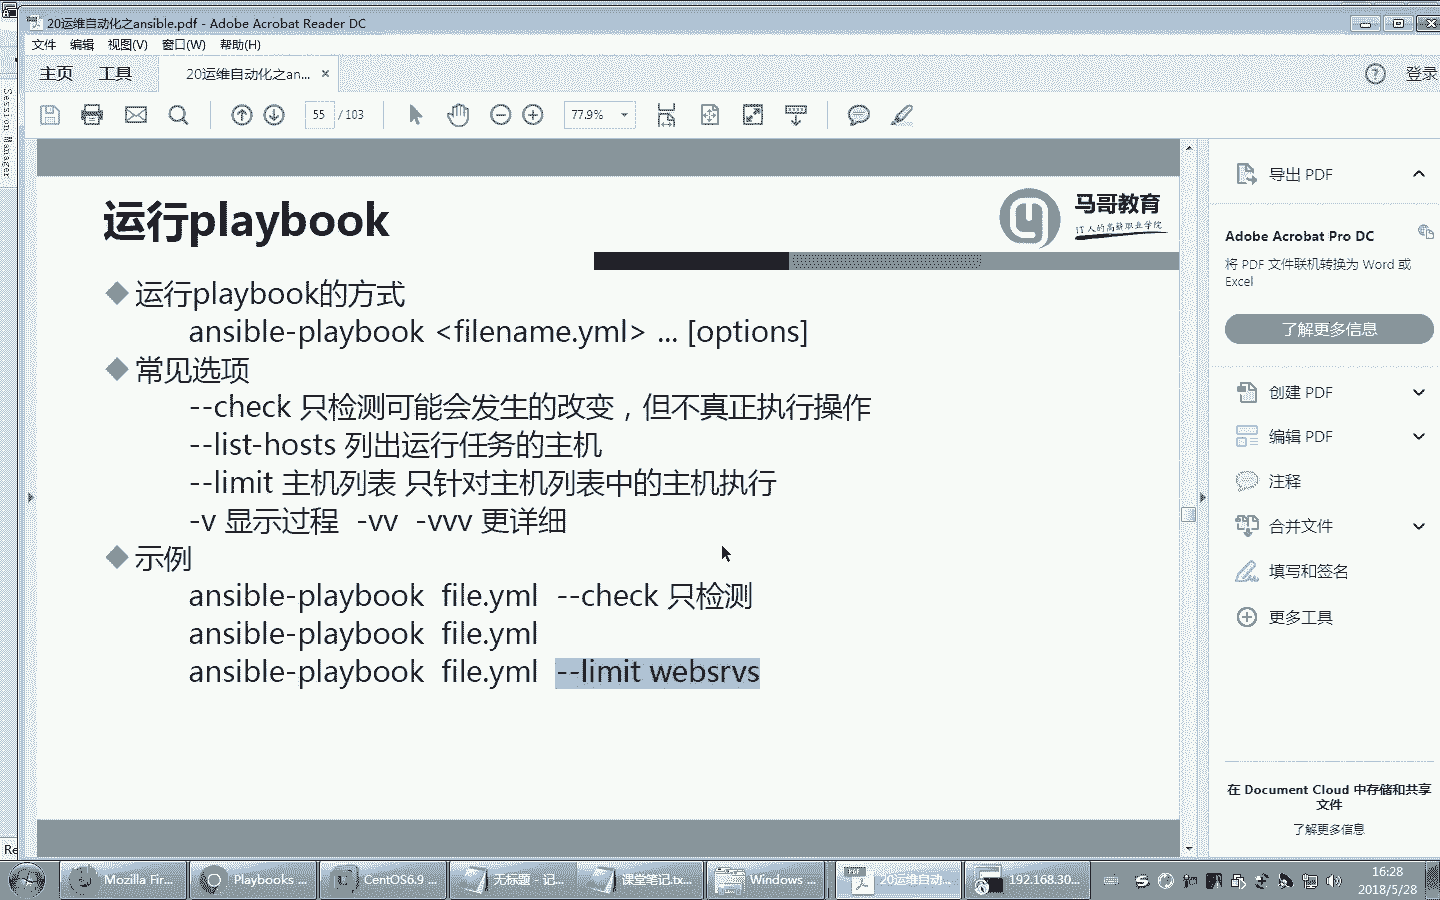 20运维自动化之ansible.pdf - Adobe Acrobat Reader DC
文件 编辑 视图(V) 窗口(W) 帮助(H)
主页 工具 20运维自动化之an... × 登录
55 / 103 77.9%
Session Manager
运行playbook
马哥教育
IT人的高薪职业学院
运行playbook的方式
ansible-playbook <filename.yml> ... [options]
常见选项
--check 只检测可能会发生的改变，但不真正执行操作
--list-hosts 列出运行任务的主机
--limit 主机列表 只针对主机列表中的主机执行
-v 显示过程 -vv -vvv 更详细
示例
ansible-playbook file.yml --check 只检测
ansible-playbook file.yml
ansible-playbook file.yml --limit websrvs
导出 PDF
Adobe Acrobat Pro DC
将 PDF 文件联机转换为 Word 或
Excel
了解更多信息
创建 PDF
编辑 PDF
注释
合并文件
填写和签名
更多工具
在 Document Cloud 中存储和共享
文件
了解更多信息
Re
Mozilla Fir... Playbooks ... CentOS6.9 ... 无标题 - 记... 课堂笔记.tx... Windows ... 20运维自动... 192.168.30...
16:28
2018/5/28